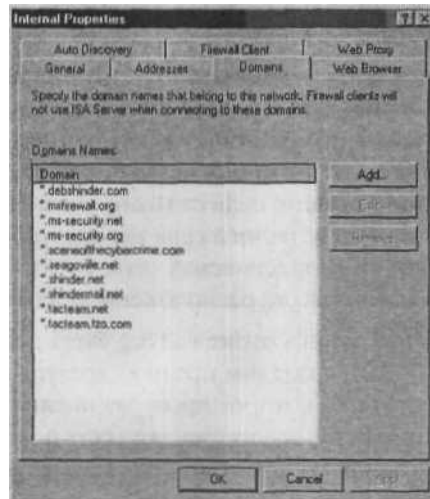 Internal Properties
Auto Discovery
Firewall Client
Web Proxy
General
Addresses
Domains
Web Browser
Specify the domain names that belong to this network. Firewall clients will
not use ISA Server when connecting to these domains.
Domains Names:
Domain
*.debshinder.com
*.msfirewall.org
*.ms-security.net
*.ms-security.org
*.sceneofthecybercrime.com
*.seagoville.net
*.shinder.net
*.shindermail.net
*.tacteam.net
*.tacteam.tzo.com
Add...
OK
Cancel